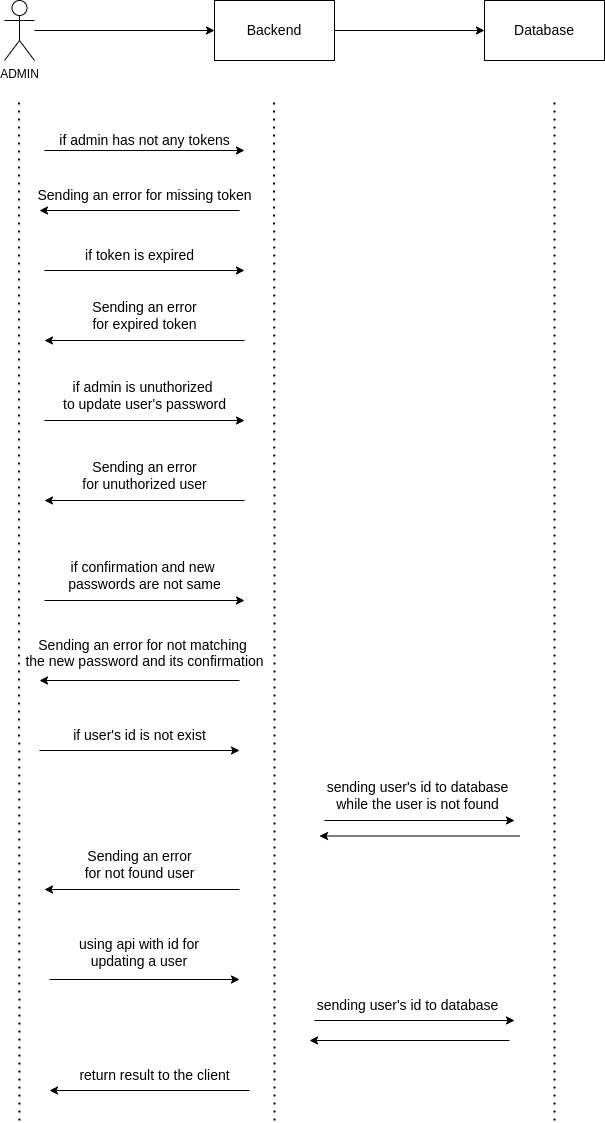 Backend
Database
ADMIN
if admin has not any tokens
Sending an error for missing token
if token is expired
Sending an error
for expired token
if admin is unuthorized
to update user's password
Sending an error
for unuthorized user
if confirmation and new
passwords are not same
Sending an error for not matching
the new password and its confirmation
if user's id is not exist
sending user's id to database
while the user is not found
Sending an error
for not found user
using api with id for
updating a user
sending user's id to database
return result to the client